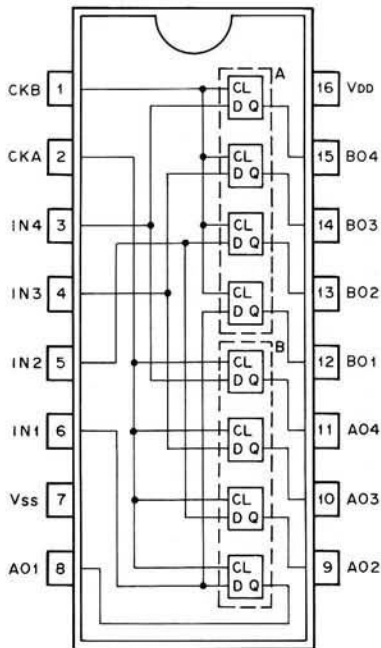 CKB 1
CKA 2
IN4 3
IN3 4
IN2 5
IN1 6
Vss 7
AO1 8
A
CL
D Q
CL
D Q
CL
D Q
CL
D Q
B
CL
D Q
CL
D Q
CL
D Q
CL
D Q
16 VDD
15 BO4
14 BO3
13 BO2
12 BO1
11 AO4
10 AO3
9 AO2